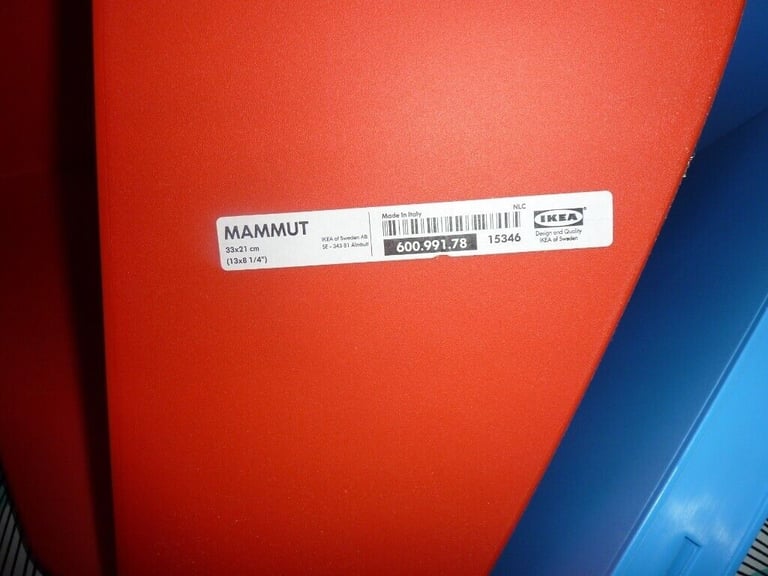 MAMMUT
33x21 cm
(13x8 1/4")
IKEA of Sweden AB
SE - 343 81 Älmhult
Made in Italy
NLC
600.991.78
15346
IKEA
Design and Quality
IKEA of Sweden